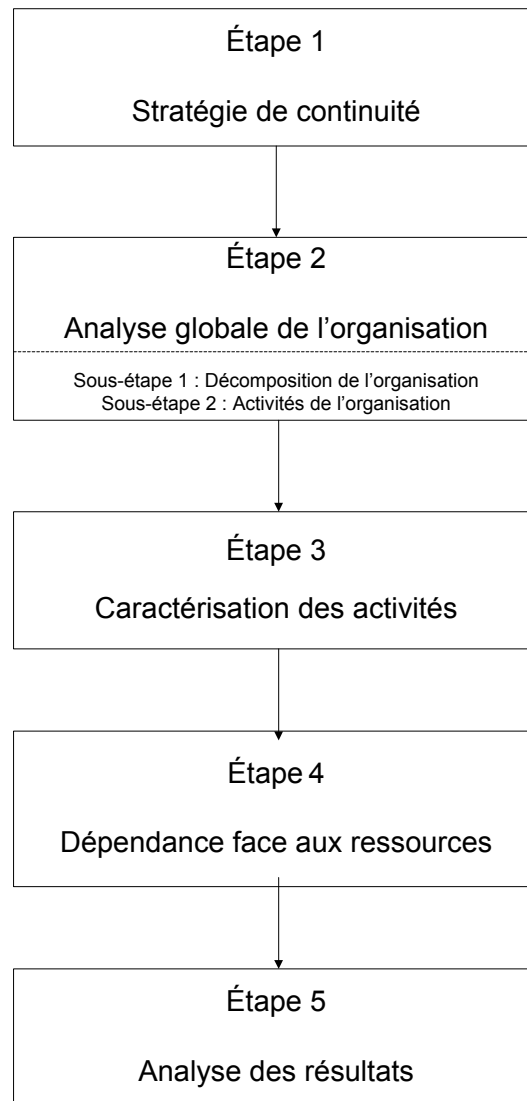 Étape 1
Stratégie de continuité
Étape 2
Analyse globale de l’organisation
Sous-étape 1 : Décomposition de l’organisation
Sous-étape 2 : Activités de l’organisation
Étape 3
Caractérisation des activités
Étape 4
Dépendance face aux ressources
Étape 5
Analyse des résultats